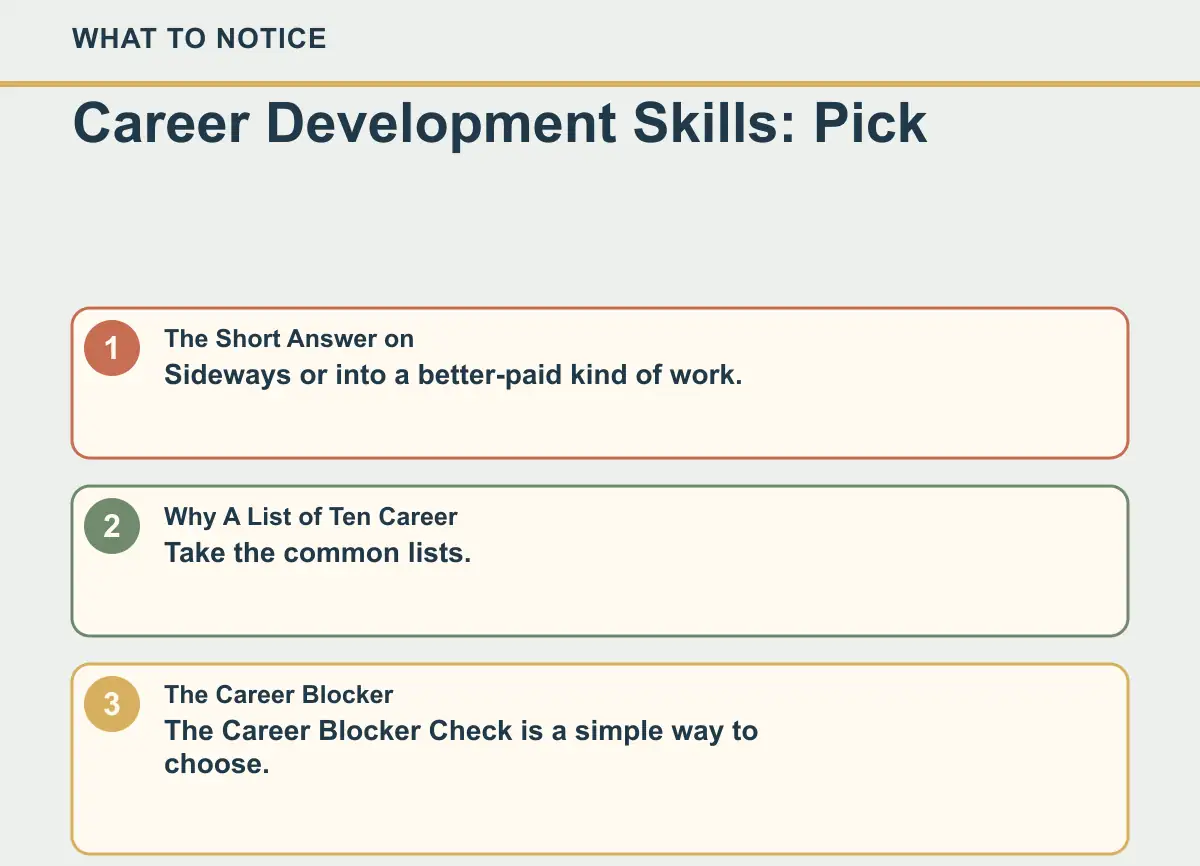 WHAT TO NOTICE
Career Development Skills: Pick
1
The Short Answer on
Sideways or into a better-paid kind of work.
2
Why A List of Ten Career
Take the common lists.
3
The Career Blocker
The Career Blocker Check is a simple way to
choose.